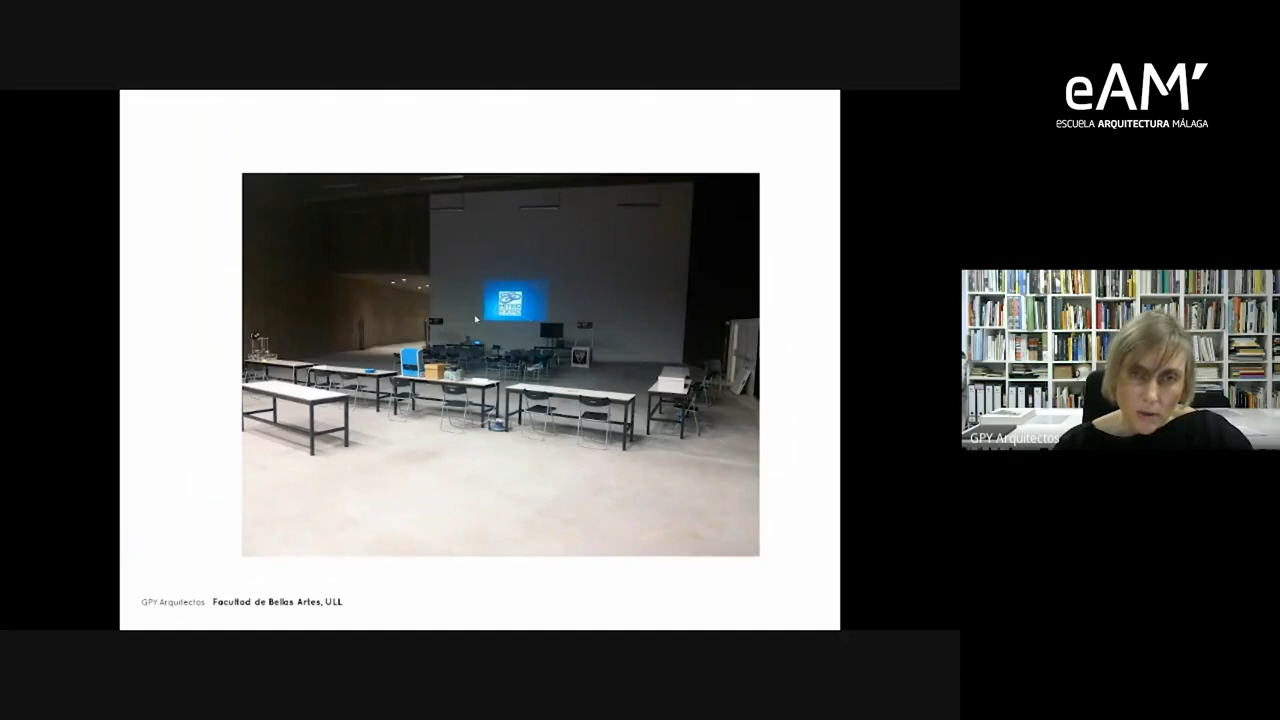 eAM'
ESCUELA ARQUITECTURA MÁLAGA
GPY Arquitectos
GPY Arquitectos Facultad de Bellas Artes, ULL